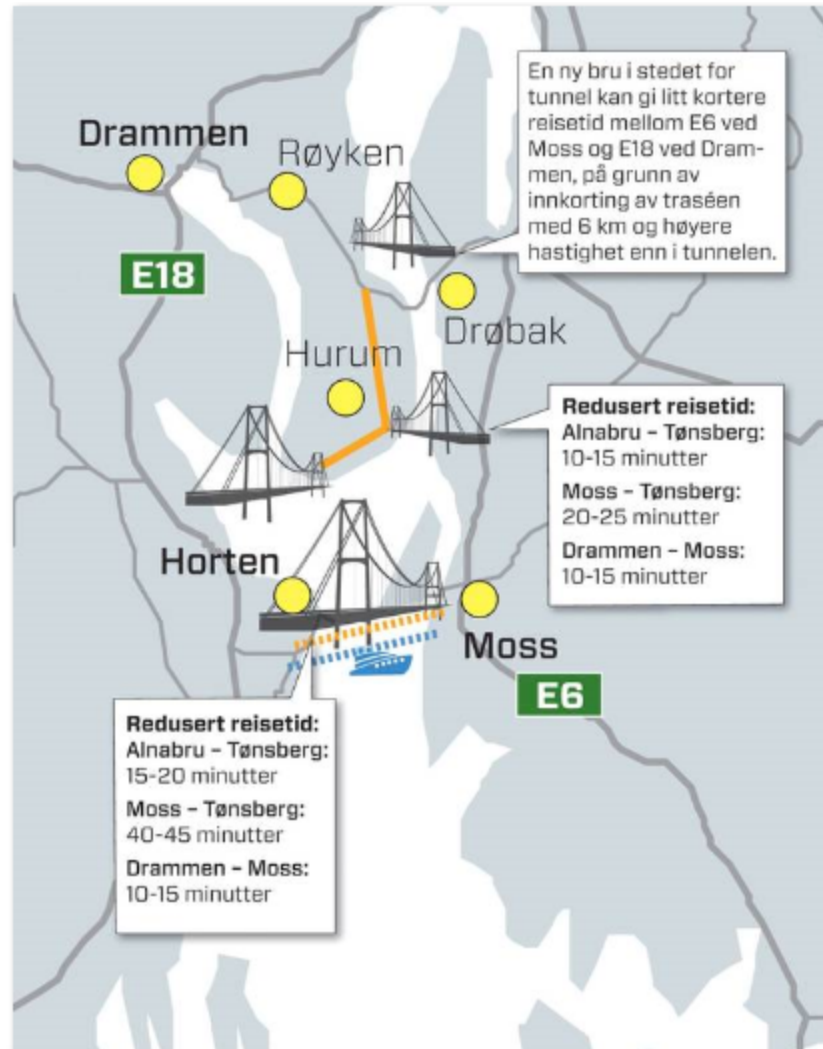 En ny bru i stedet for
tunnel kan gi litt kortere
reisetid mellom E6 ved
Moss og E18 ved Dram-
men, på grunn av
innkorting av traséen
med 6 km og høyere
hastighet enn i tunnelen.
Drammen
Røyken
E18
Drøbak
Hurum
Redusert reisetid:
Alnabru – Tønsberg:
10-15 minutter
Moss – Tønsberg:
20-25 minutter
Drammen – Moss:
10-15 minutter
Horten
Moss
E6
Redusert reisetid:
Alnabru – Tønsberg:
15-20 minutter
Moss – Tønsberg:
40-45 minutter
Drammen – Moss:
10-15 minutter